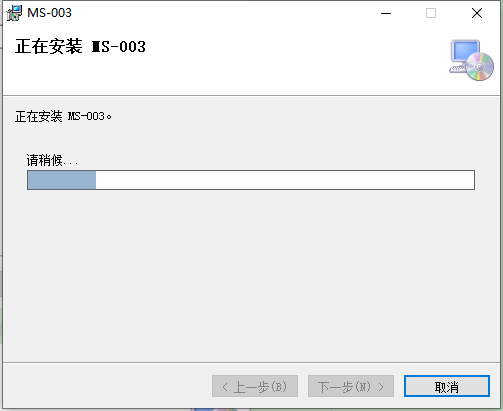 MS-003
正在安装 MS-003
正在安装 MS-003。
请稍候...
< 上一步(B)
下一步(N) >
取消